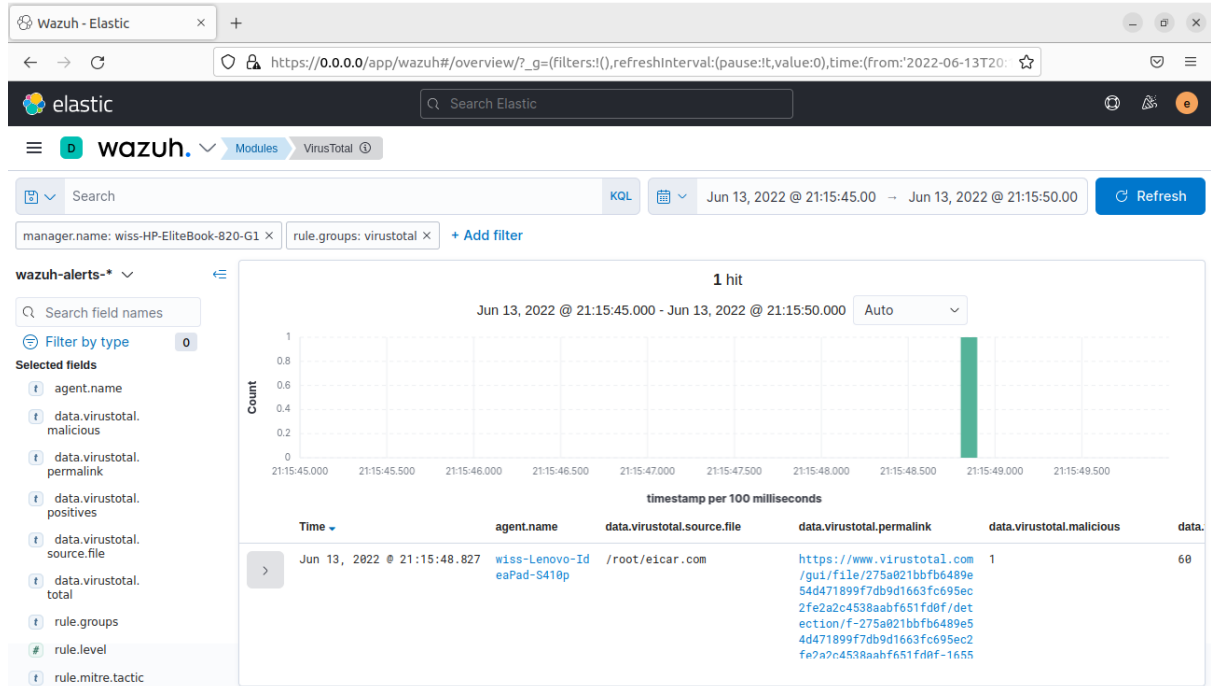 Wazuh - Elastic
https://0.0.0.0/app/wazuh#/overview/?_g=(filters:!(),refreshInterval:(pause:!t,value:0),time:(from:'2022-06-13T20:
elastic
Search Elastic
e
D wazuh. Modules VirusTotal
Search KQL Jun 13, 2022 @ 21:15:45.00 → Jun 13, 2022 @ 21:15:50.00 Refresh
manager.name: wiss-HP-EliteBook-820-G1 × rule.groups: virustotal × + Add filter
wazuh-alerts-*
Search field names
Filter by type 0
Selected fields
t agent.name
t data.virustotal.
malicious
t data.virustotal.
permalink
t data.virustotal.
positives
t data.virustotal.
source.file
t data.virustotal.
total
t rule.groups
# rule.level
t rule.mitre.tactic
1 hit
Jun 13, 2022 @ 21:15:45.000 - Jun 13, 2022 @ 21:15:50.000 Auto
Count
1
0.8
0.6
0.4
0.2
0
21:15:45.000 21:15:45.500 21:15:46.000 21:15:46.500 21:15:47.000 21:15:47.500 21:15:48.000 21:15:48.500 21:15:49.000 21:15:49.500
timestamp per 100 milliseconds
Time agent.name data.virustotal.source.file data.virustotal.permalink data.virustotal.malicious data.
Jun 13, 2022 @ 21:15:48.827 wiss-Lenovo-Id /root/eicar.com https://www.virustotal.com 1 60
eaPad-S410p /gui/file/275a021bbfb6489e
54d471899f7db9d1663fc695ec
2fe2a2c4538aabf651fd0f/det
ection/f-275a021bbfb6489e5
4d471899f7db9d1663fc695ec2
fe2a2c4538aabf651fd0f-1655